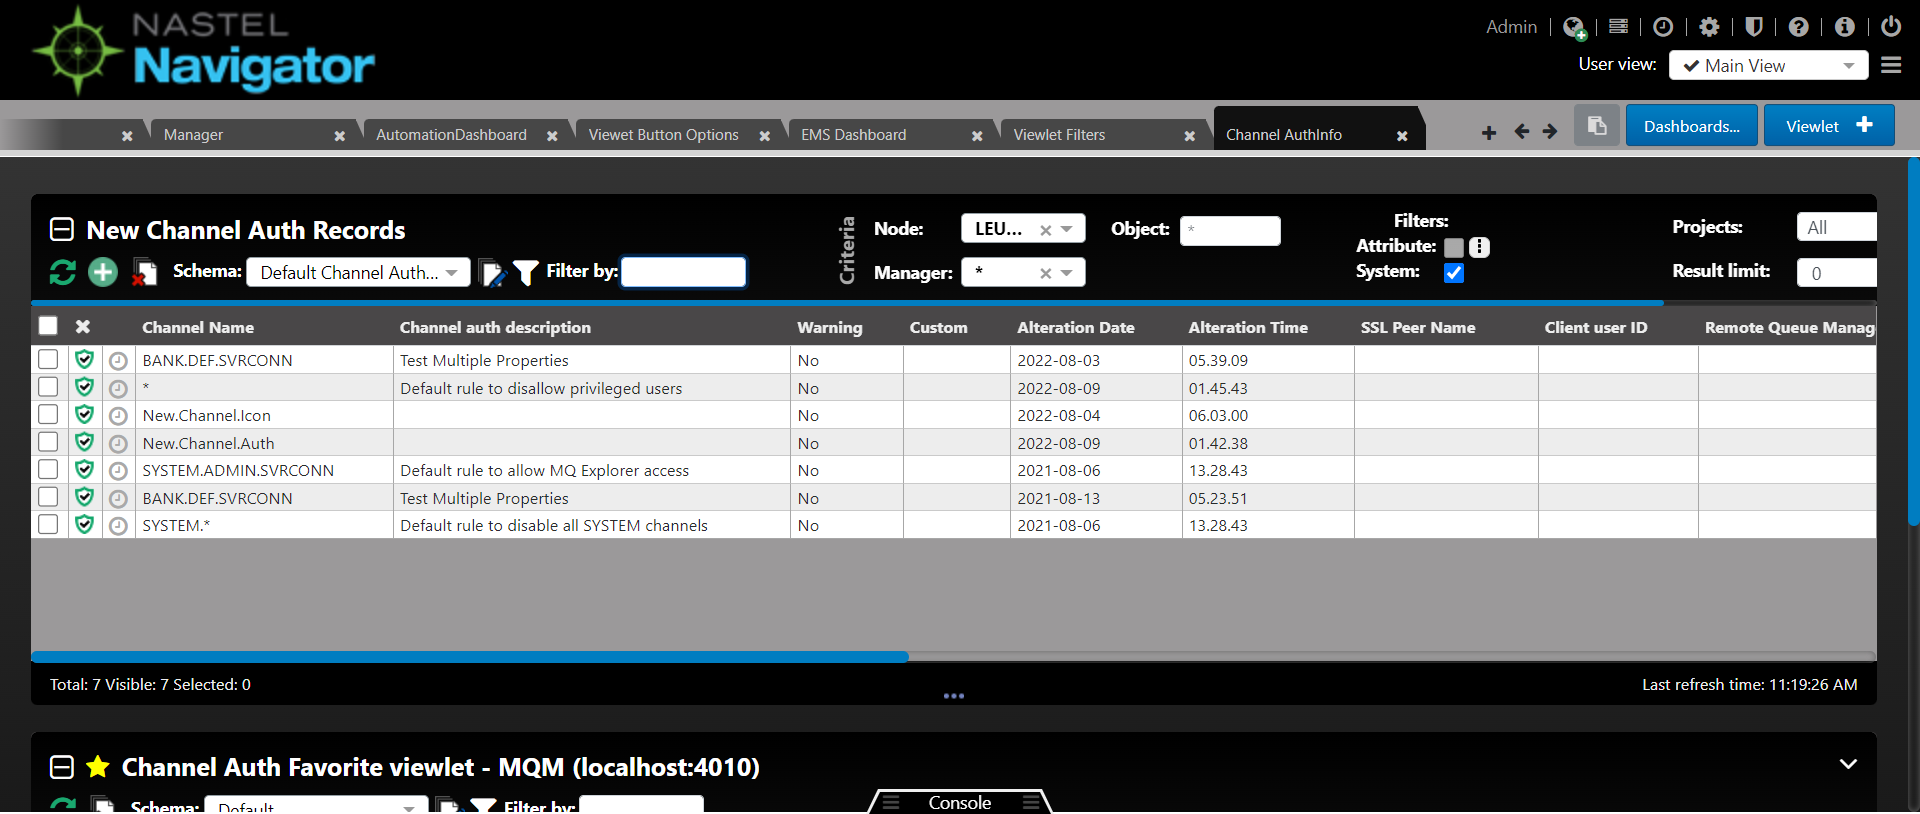 NASTEL
Navigator
Admin
User view: Main View
Manager AutomationDashboard Viewet Button Options EMS Dashboard Viewlet Filters Channel AuthInfo
Dashboards... Viewlet
New Channel Auth Records
Criteria
Node: LEU... Object: * Filters: Projects: All
Attribute:
Schema: Default Channel Auth... Filter by: Manager: * System: Result limit: 0
Channel Name Channel auth description Warning Custom Alteration Date Alteration Time SSL Peer Name Client user ID Remote Queue Manag
BANK.DEF.SVRCONN Test Multiple Properties No 2022-08-03 05.39.09
* Default rule to disallow privileged users No 2022-08-09 01.45.43
New.Channel.Icon No 2022-08-04 06.03.00
New.Channel.Auth No 2022-08-09 01.42.38
SYSTEM.ADMIN.SVRCONN Default rule to allow MQ Explorer access No 2021-08-06 13.28.43
BANK.DEF.SVRCONN Test Multiple Properties No 2021-08-13 05.23.51
SYSTEM.* Default rule to disable all SYSTEM channels No 2021-08-06 13.28.43
Total: 7 Visible: 7 Selected: 0 Last refresh time: 11:19:26 AM
Channel Auth Favorite viewlet - MQM (localhost:4010)
Schema: Default Filter by:
Console